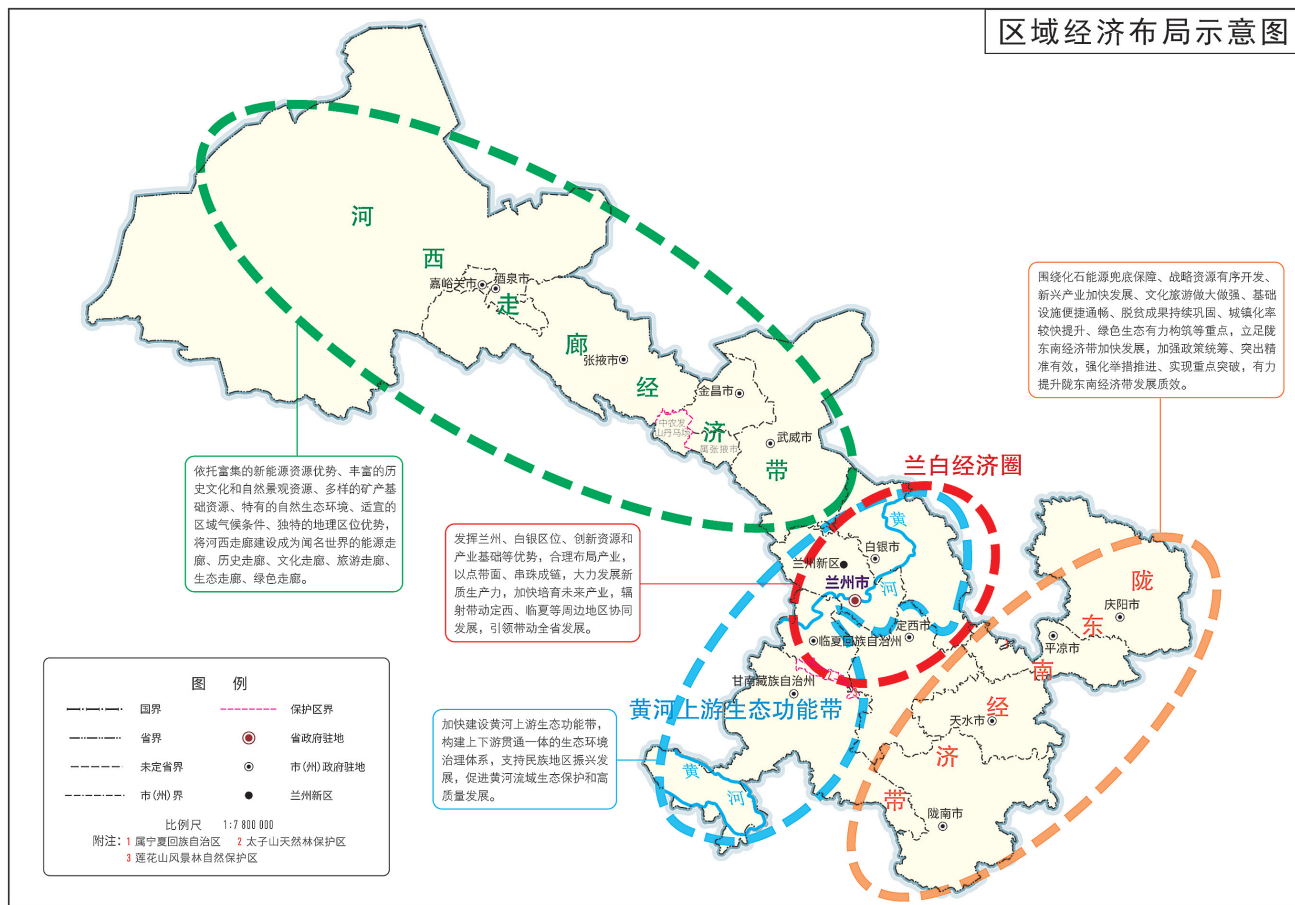 区域经济布局示意图
河西走廊经济带
嘉峪关市
酒泉市
张掖市
金昌市
中农发
山丹马场
属张掖市
武威市
围绕化石能源兜底保障、战略资源有序开发、
新兴产业加快发展、文化旅游做大做强、基础
设施便捷通畅、脱贫成果持续巩固、城镇化率
较快提升、绿色生态有力构筑等重点，立足陇
东南经济带加快发展，加强政策统筹、突出精
准有效，强化举措推进、实现重点突破，有力
提升陇东南经济带发展质效。
依托富集的新能源资源优势、丰富的历
史文化和自然景观资源、多样的矿产基
础资源、特有的自然生态环境、适宜的
区域气候条件、独特的地理区位优势，
将河西走廊建设成为闻名世界的能源走
廊、历史走廊、文化走廊、旅游走廊、
生态走廊、绿色走廊。
兰白经济圈
发挥兰州、白银区位、创新资源和
产业基础等优势，合理布局产业，
以点带面、串珠成链，大力发展新
质生产力，加快培育未来产业，辐
射带动定西、临夏等周边地区协同
发展，引领带动全省发展。
黄河
白银市
兰州新区
兰州市
定西市
临夏回族自治州
甘南藏族自治州
陇东南经济带
庆阳市
平凉市
天水市
陇南市
黄河上游生态功能带
加快建设黄河上游生态功能带，
构建上下游贯通一体的生态环境
治理体系，支持民族地区振兴发
展，促进黄河流域生态保护和高
质量发展。
黄河
图 例
国界
保护区界
省界
省政府驻地
未定省界
市(州)政府驻地
市(州)界
兰州新区
比例尺 1:7 800 000
附注：1 属宁夏回族自治区 2 太子山天然林保护区
3 莲花山风景林自然保护区